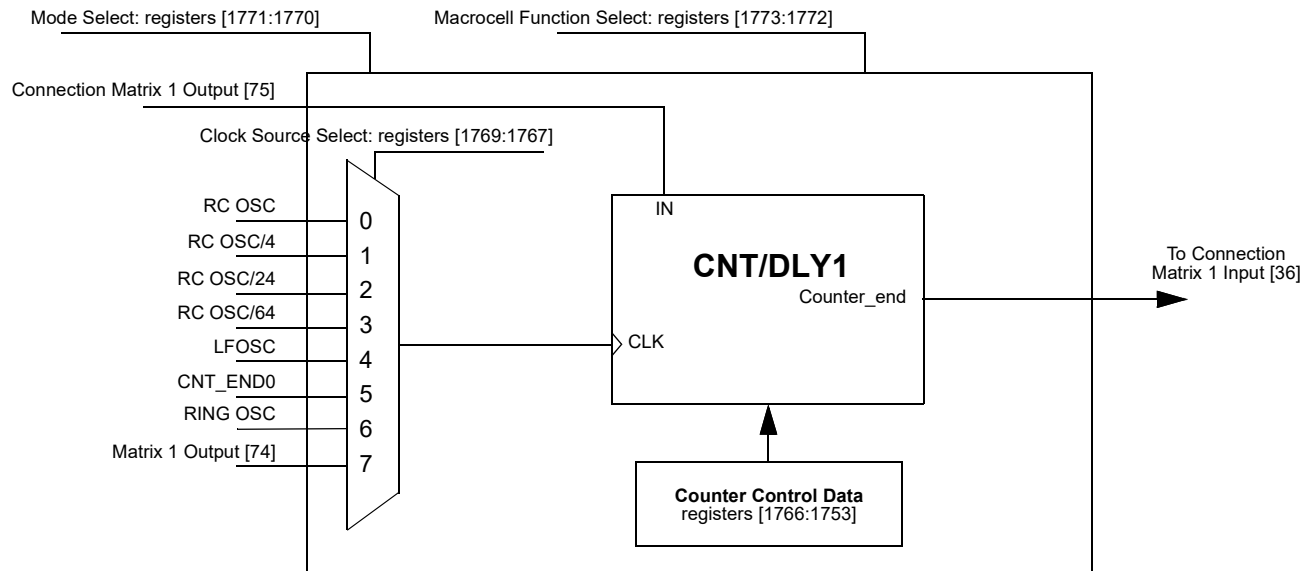 Mode Select: registers [1771:1770]
Macrocell Function Select: registers [1773:1772]
Connection Matrix 1 Output [75]
Clock Source Select: registers [1769:1767]
RC OSC
0
RC OSC/4
1
RC OSC/24
2
RC OSC/64
3
LFOSC
4
CNT_END0
5
RING OSC
6
Matrix 1 Output [74]
7
IN
CNT/DLY1
Counter_end
CLK
To Connection
Matrix 1 Input [36]
Counter Control Data
registers [1766:1753]